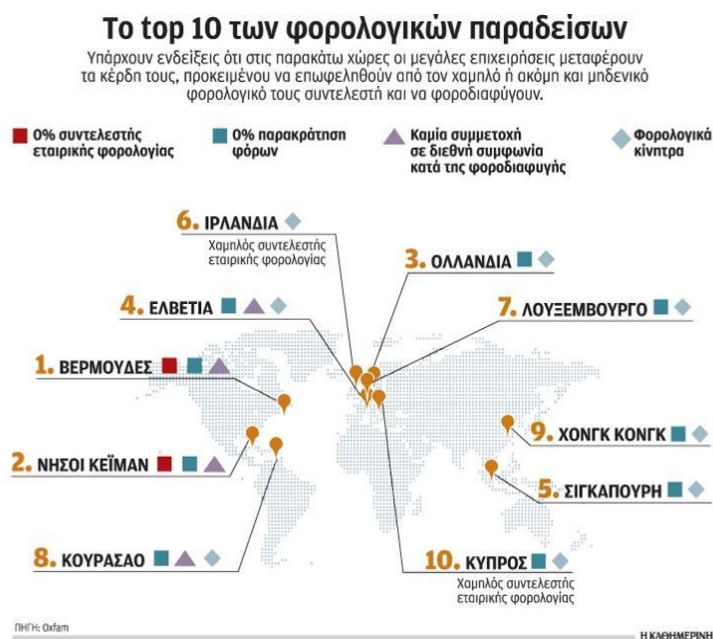 Το top 10 των φορολογικών παραδείσων
Υπάρχουν ενδείξεις ότι στις παρακάτω χώρες οι μεγάλες επιχειρήσεις μεταφέρουν
τα κέρδη τους, προκειμένου να επωφεληθούν από τον χαμηλό ή ακόμη και μηδενικό
φορολογικό τους συντελεστή και να φοροδιαφύγουν.
0% συντελεστής
εταιρικής φορολογίας
0% παρακράτηση
φόρων
Καμία συμμετοχή
σε διεθνή συμφωνία
κατά της φοροδιαφυγής
Φορολογικά
κίνητρα
6. ΙΡΛΑΝΔΙΑ
Χαμηλός συντελεστής
εταιρικής φορολογίας
3. ΟΛΛΑΝΔΙΑ
4. ΕΛΒΕΤΙΑ
7. ΛΟΥΞΕΜΒΟΥΡΓΟ
1. ΒΕΡΜΟΥΔΕΣ
9. ΧΟΝΓΚ ΚΟΝΓΚ
2. ΝΗΣΟΙ ΚΕΪΜΑΝ
5. ΣΙΓΚΑΠΟΥΡΗ
8. ΚΟΥΡΑΣΑΟ
10. ΚΥΠΡΟΣ
Χαμηλός συντελεστής
εταιρικής φορολογίας
ΠΗΓΗ: Oxfam
Η ΚΑΘΗΜΕΡΙΝΗ